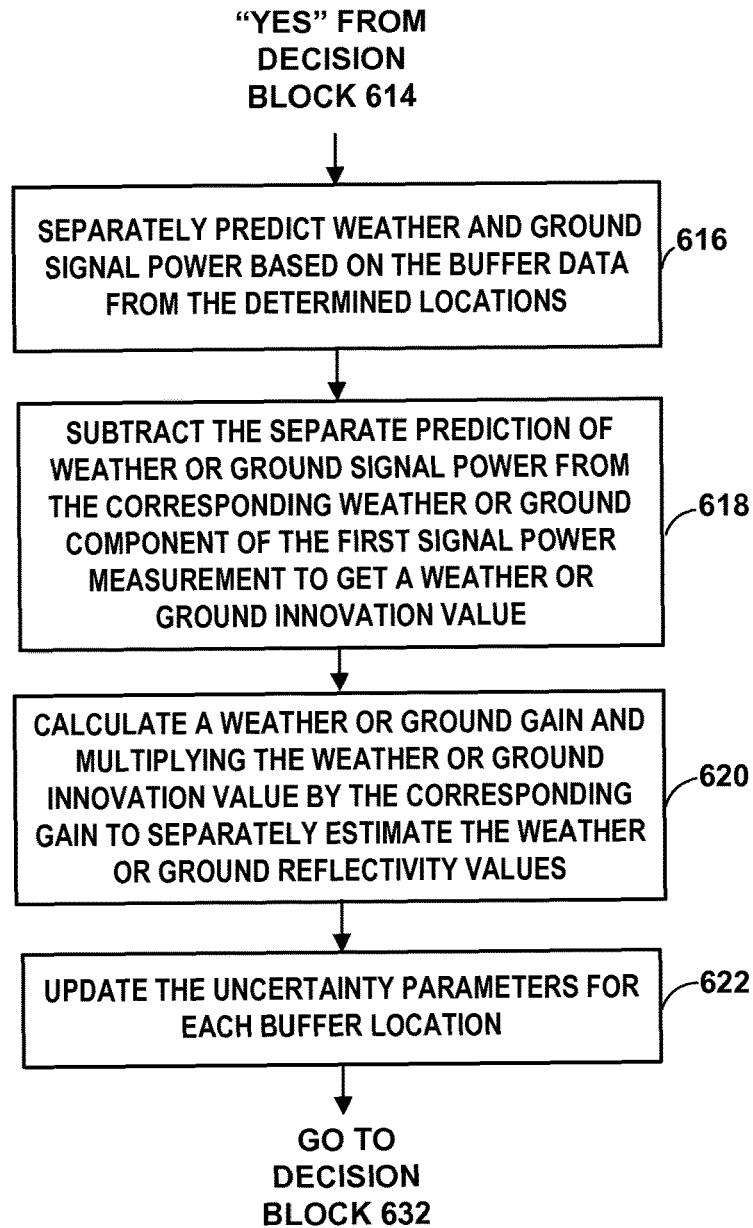 “YES” FROM
DECISION
BLOCK 614
SEPARATELY PREDICT WEATHER AND GROUND
SIGNAL POWER BASED ON THE BUFFER DATA
FROM THE DETERMINED LOCATIONS
616
SUBTRACT THE SEPARATE PREDICTION OF
WEATHER OR GROUND SIGNAL POWER FROM
THE CORRESPONDING WEATHER OR GROUND
COMPONENT OF THE FIRST SIGNAL POWER
MEASUREMENT TO GET A WEATHER OR
GROUND INNOVATION VALUE
618
CALCULATE A WEATHER OR GROUND GAIN AND
MULTIPLYING THE WEATHER OR GROUND
INNOVATION VALUE BY THE CORRESPONDING
GAIN TO SEPARATELY ESTIMATE THE WEATHER
OR GROUND REFLECTIVITY VALUES
620
UPDATE THE UNCERTAINTY PARAMETERS FOR
EACH BUFFER LOCATION
622
GO TO
DECISION
BLOCK 632